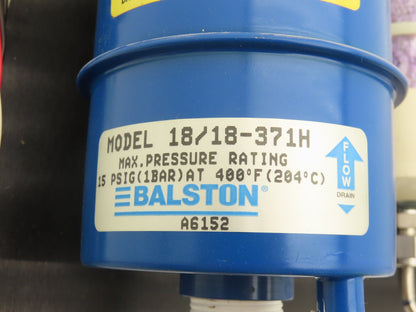 MODEL 18/18-371H
MAX.PRESSURE RATING
15 PSIG(1BAR)AT 400°F(204°C)
BALSTON®
A6152
FLOW
DRAIN